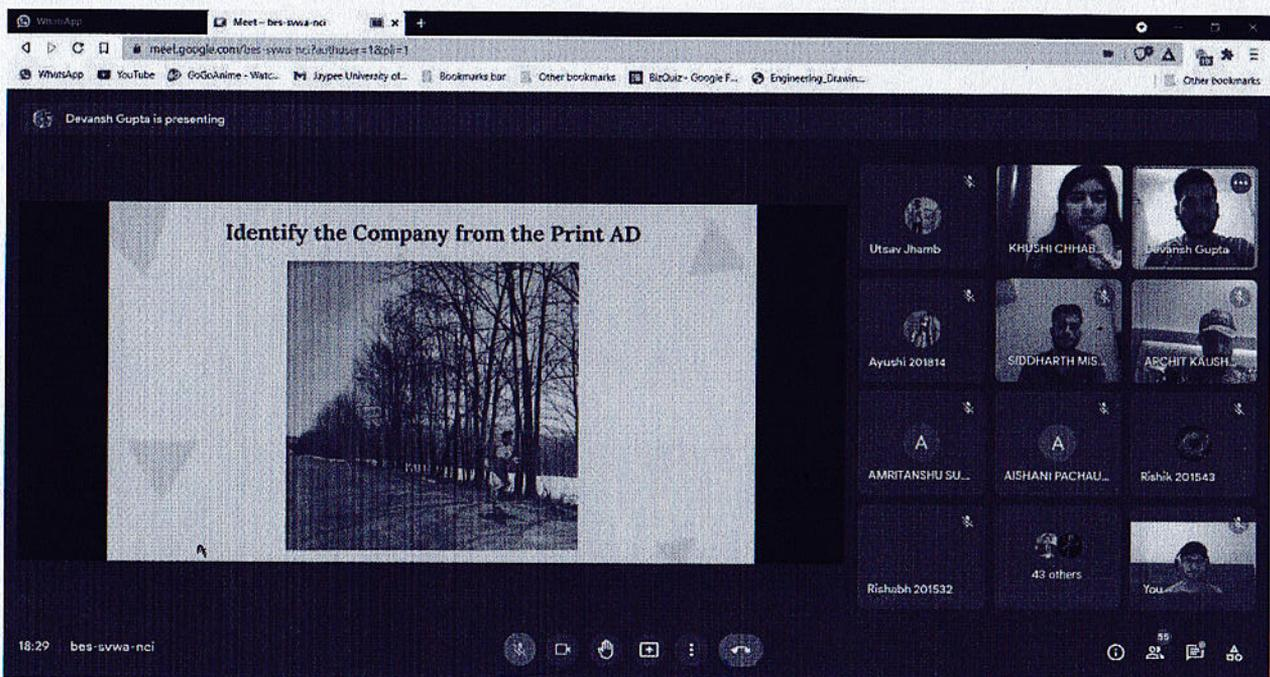 WhatsApp
Meet – bes-svwa-nci
meet.google.com/bes-svwa-nci?authuser=1&pli=1
WhatsApp YouTube GoGoAnime - Watc... Jaypee University of... Bookmarks bar Other bookmarks BizQuiz - Google F... Engineering_Drawin... Other bookmarks
Devansh Gupta is presenting
Identify the Company from the Print AD
Utsav Jhamb
KHUSHI CHHAB...
Devansh Gupta
Ayushi 201814
SIDDHARTH MIS...
ARCHIT KAUSH...
A
AMRITANSHU SU...
A
AISHANI PACHAU...
Rishik 201543
Rishabh 201532
43 others
You
18:29 bes-svwa-nci
55